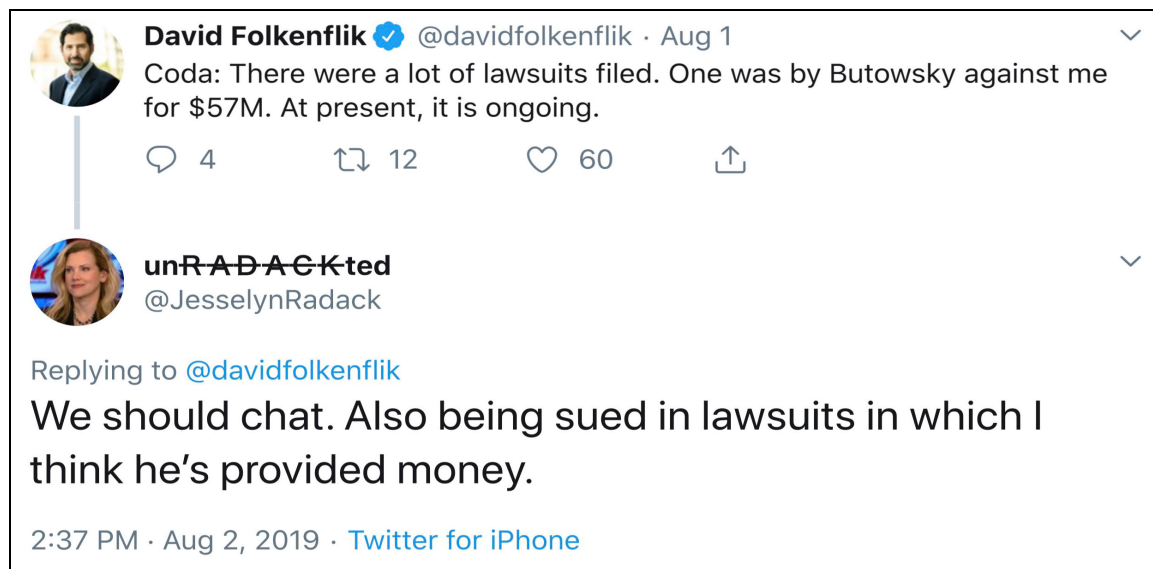 David Folkenflik @davidfolkenflik · Aug 1
Coda: There were a lot of lawsuits filed. One was by Butowsky against me
for $57M. At present, it is ongoing.
4 12 60
unRADACKted
@JesselynRadack
Replying to @davidfolkenflik
We should chat. Also being sued in lawsuits in which I
think he’s provided money.
2:37 PM · Aug 2, 2019 · Twitter for iPhone